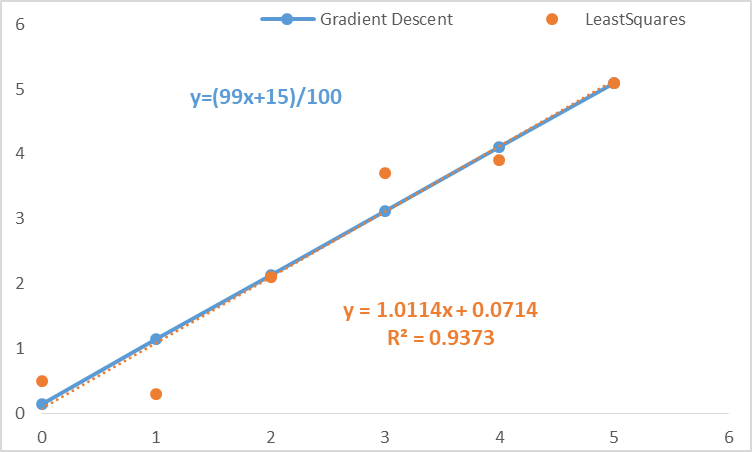 Gradient Descent
LeastSquares
6
5
4
3
2
1
0
y=(99x+15)/100
y = 1.0114x + 0.0714
R² = 0.9373
0 1 2 3 4 5 6